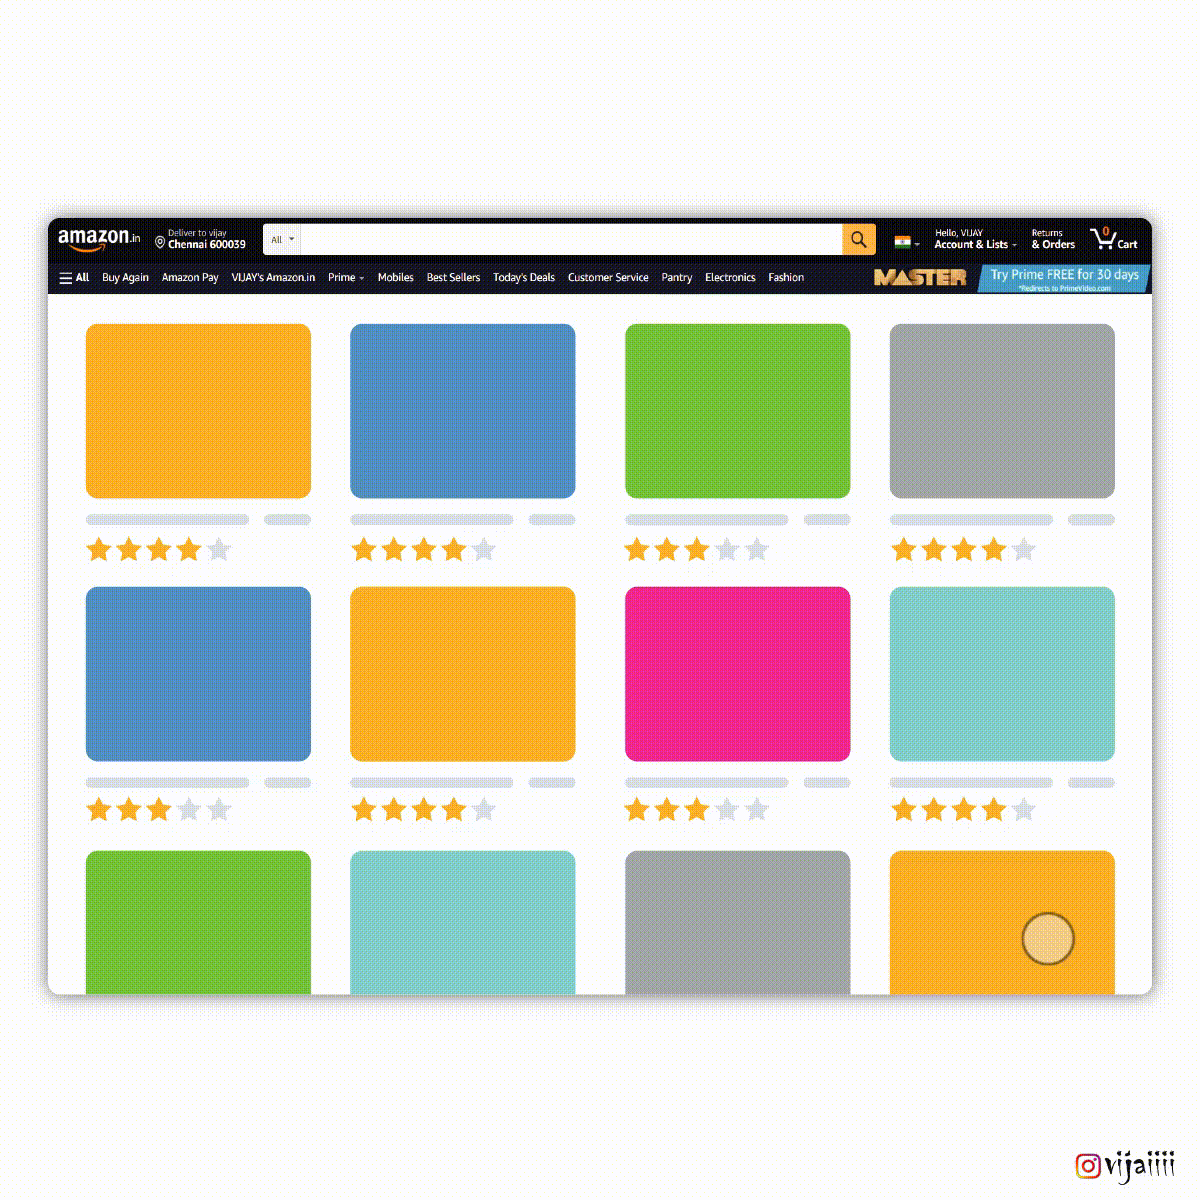 amazon.in
Deliver to vijay
Chennai 600039
All
Hello, VIJAY
Account & Lists
Returns
& Orders
0
Cart
All Buy Again Amazon Pay VIJAY's Amazon.in Prime Mobiles Best Sellers Today's Deals Customer Service Pantry Electronics Fashion
MASTER
Try Prime FREE for 30 days
*Redirects to PrimeVideo.com
vijaiiii